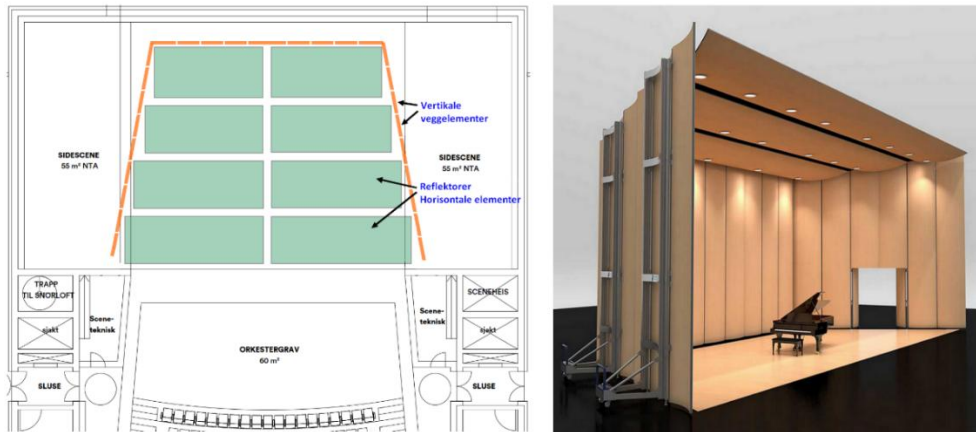 Vertikale
veggelementer
SIDESCENE
55 m² NTA
SIDESCENE
55 m² NTA
Reflektorer
Horisontale elementer
TRAPP
TIL SNORLOFT
SCENEHEIS
Scene-
teknisk
Scene-
teknisk
sjakt
sjakt
ORKESTERGRAV
60 m²
SLUSE
SLUSE